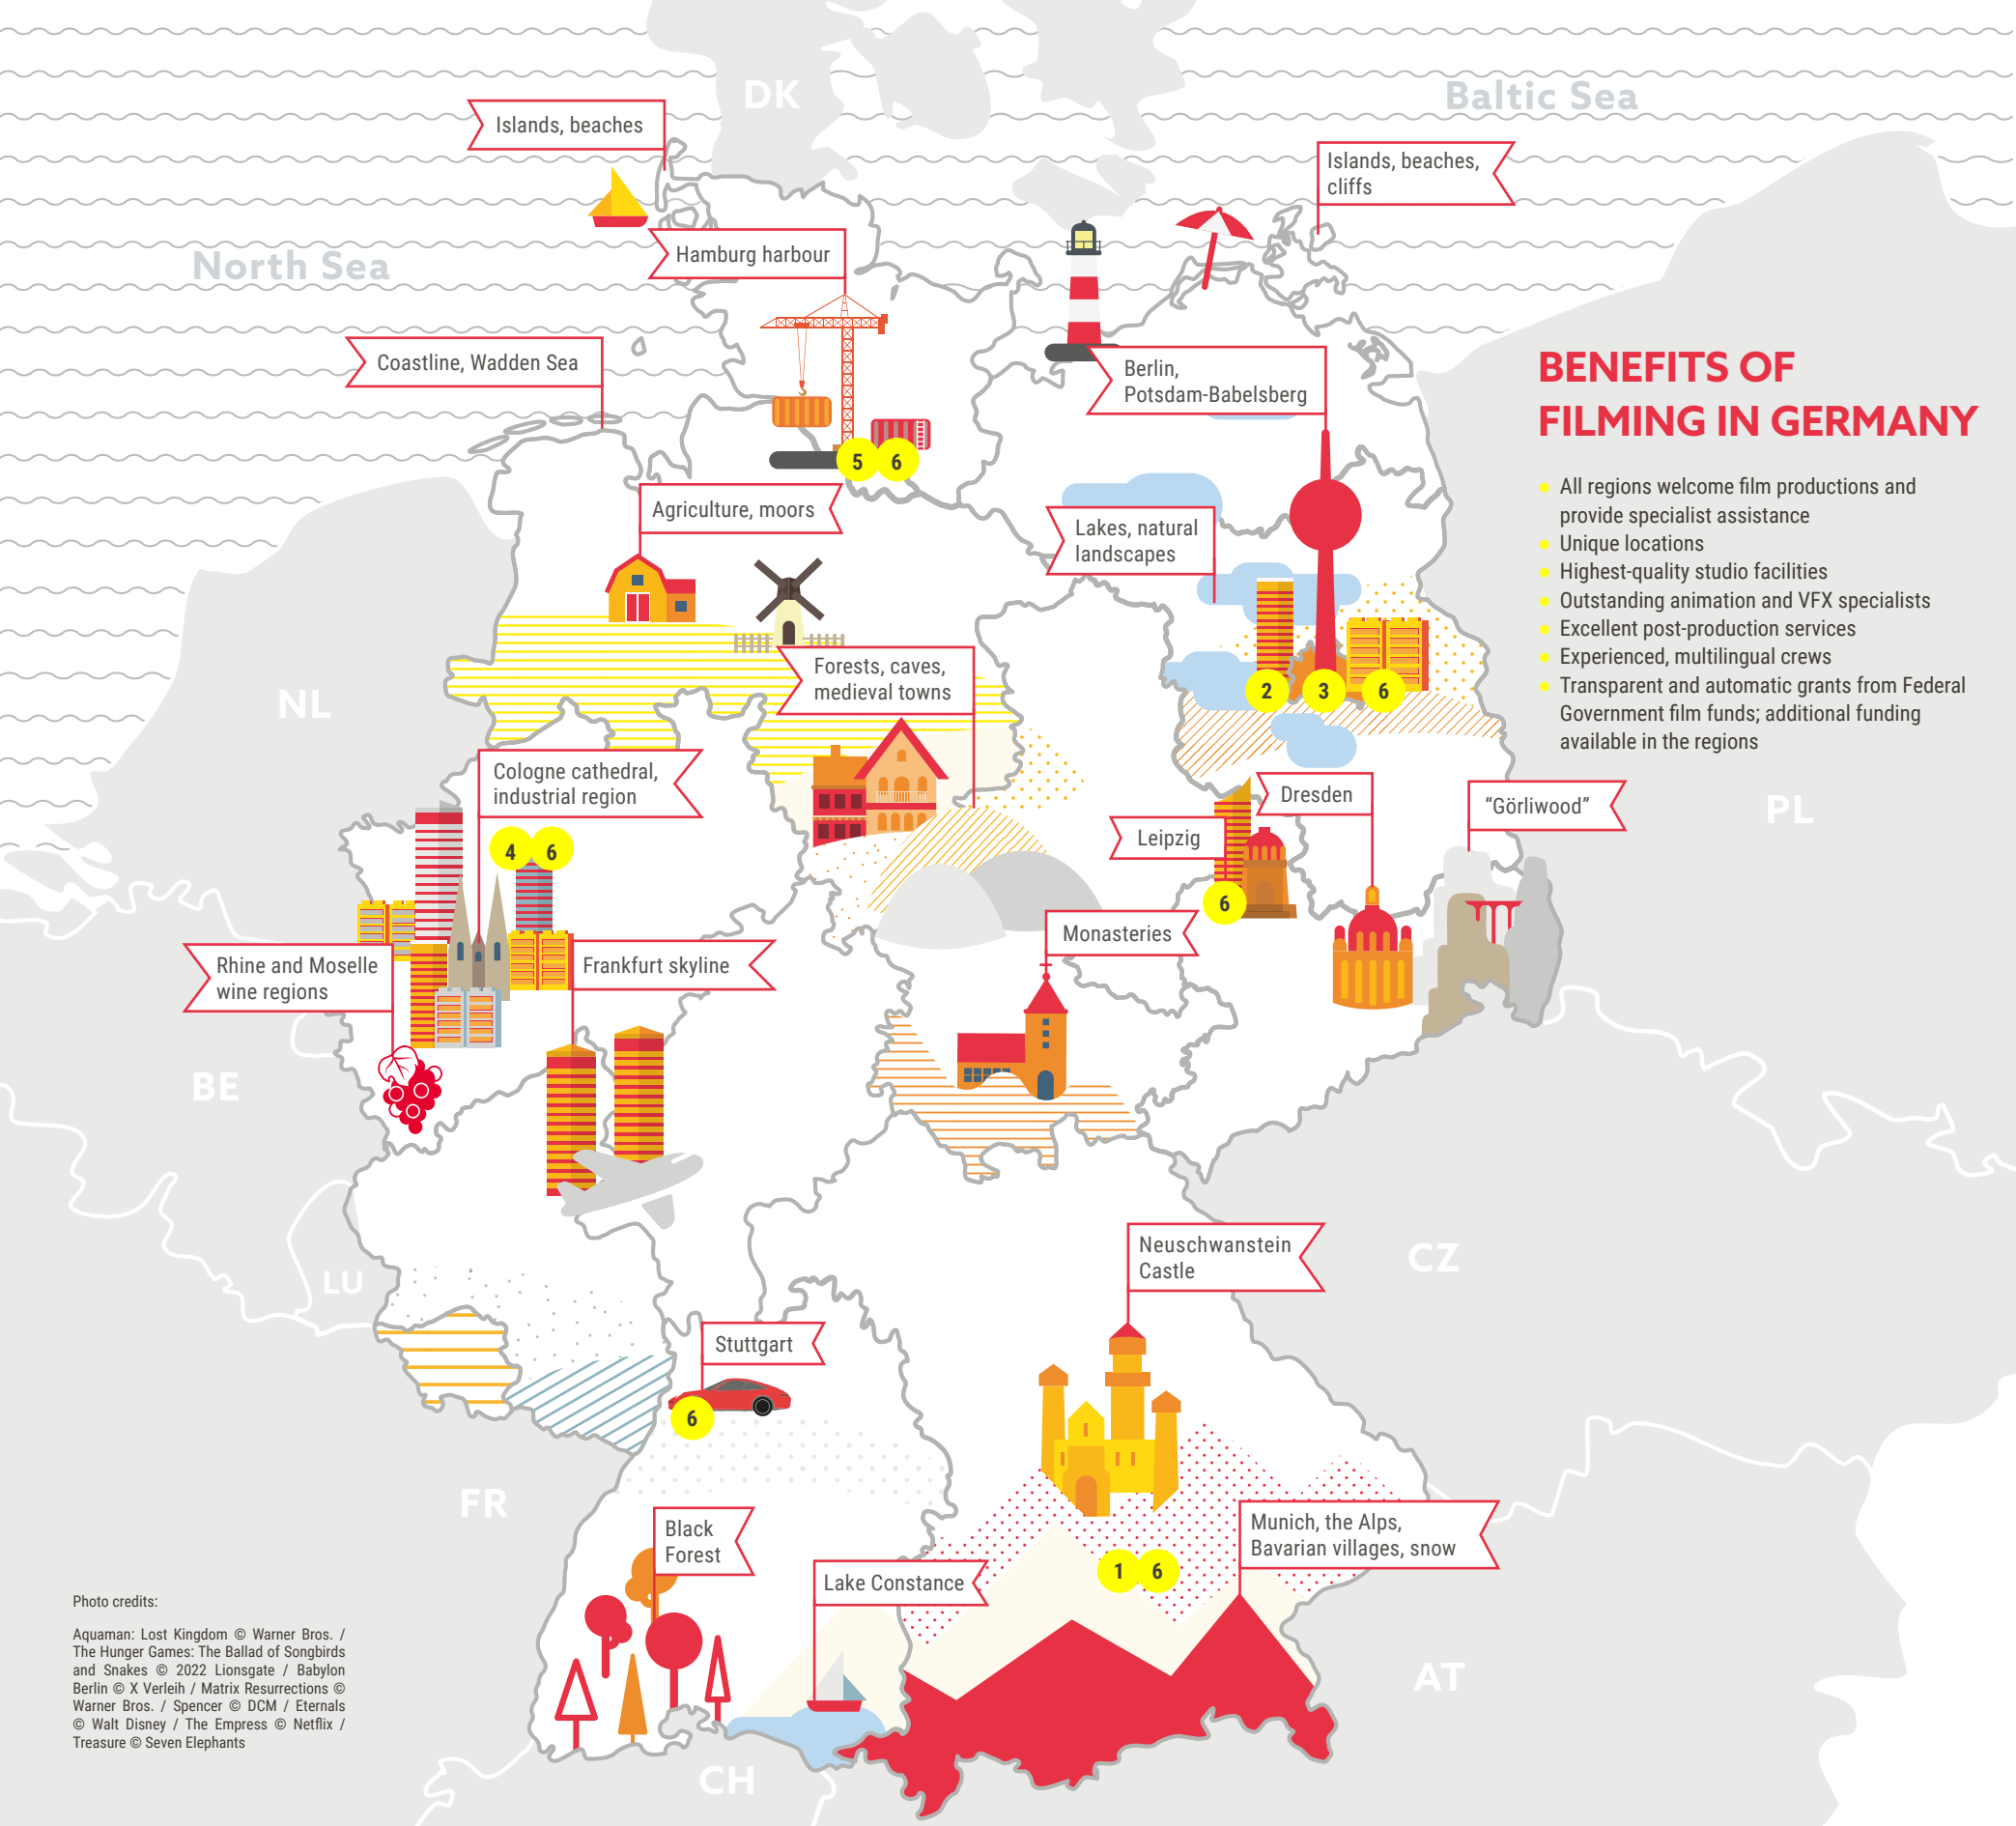 DK
Baltic Sea
Islands, beaches
Islands, beaches,
cliffs
North Sea
Hamburg harbour
Coastline, Wadden Sea
Berlin,
Potsdam-Babelsberg
BENEFITS OF
FILMING IN GERMANY
All regions welcome film productions and
provide specialist assistance
Unique locations
Highest-quality studio facilities
Outstanding animation and VFX specialists
Excellent post-production services
Experienced, multilingual crews
Transparent and automatic grants from Federal
Government film funds; additional funding
available in the regions
5 6
Agriculture, moors
Lakes, natural
landscapes
Forests, caves,
medieval towns
2 3 6
NL
Cologne cathedral,
industrial region
Dresden
"Görliwood"
PL
Leipzig
4 6
6
Monasteries
Rhine and Moselle
wine regions
Frankfurt skyline
BE
Neuschwanstein
Castle
CZ
LU
Stuttgart
6
FR
Black
Forest
Munich, the Alps,
Bavarian villages, snow
1 6
Lake Constance
Photo credits:
Aquaman: Lost Kingdom © Warner Bros. /
The Hunger Games: The Ballad of Songbirds
and Snakes © 2022 Lionsgate / Babylon
Berlin © X Verleih / Matrix Resurrections ©
Warner Bros. / Spencer © DCM / Eternals
© Walt Disney / The Empress © Netflix /
Treasure © Seven Elephants
AT
CH